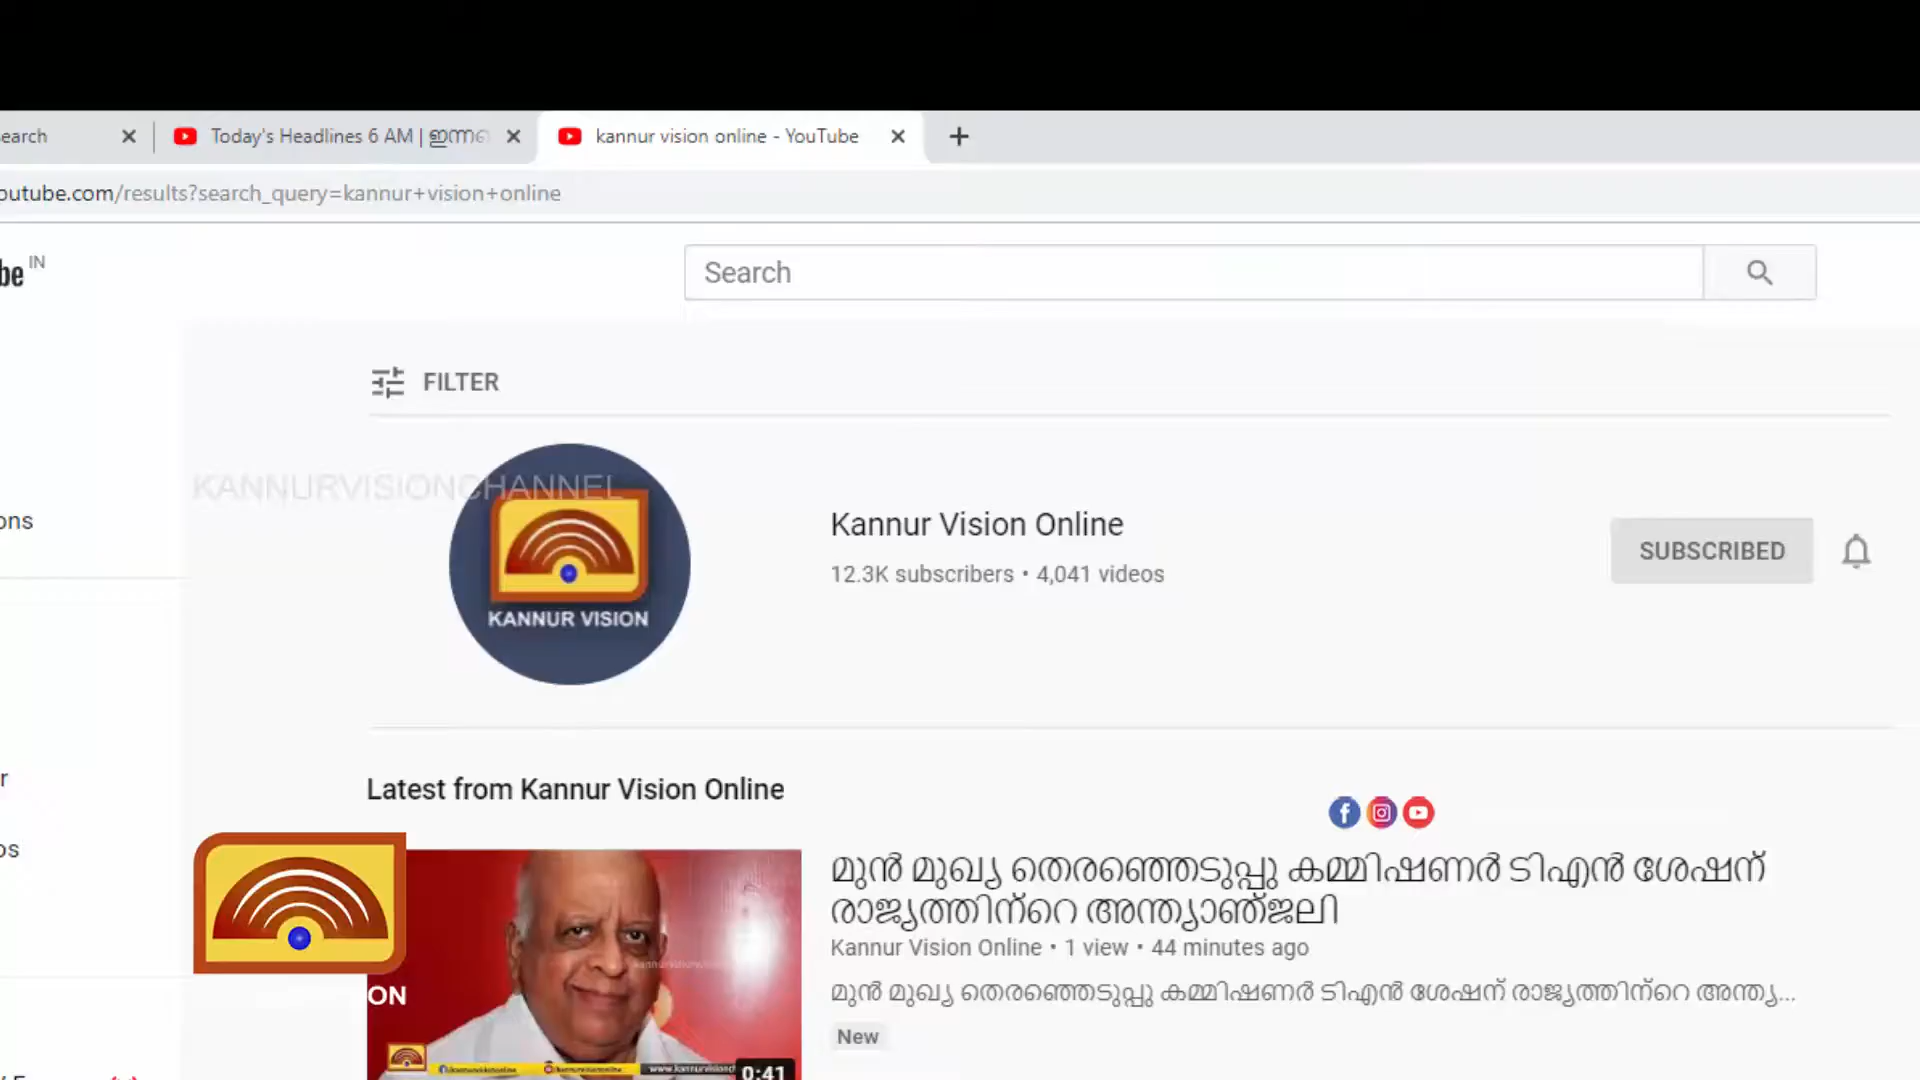 earch
Today's Headlines 6 AM | ഇന്നത
kannur vision online - YouTube
outube.com/results?search_query=kannur+vision+online
be IN
Search
FILTER
KANNURVISIONCHANNEL
KANNUR VISION
Kannur Vision Online
12.3K subscribers • 4,041 videos
SUBSCRIBED
ons
r
os
Latest from Kannur Vision Online
മുൻ മുഖ്യ തെരഞ്ഞെടുപ്പു കമ്മിഷണർ ടിഎൻ ശേഷന്
രാജ്യത്തിന്റെ അന്ത്യാഞ്ജലി
Kannur Vision Online • 1 view • 44 minutes ago
മുൻ മുഖ്യ തെരഞ്ഞെടുപ്പു കമ്മിഷണർ ടിഎൻ ശേഷന് രാജ്യത്തിന്റെ അന്ത്യ...
New
ON
0:41